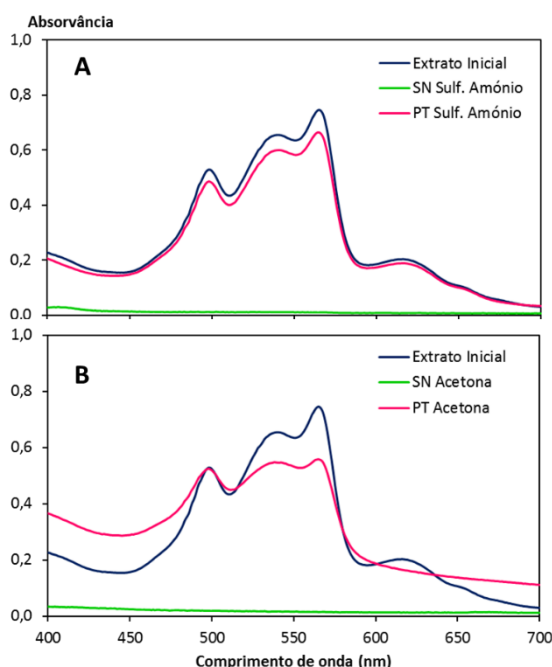 Absorvância
1,0
A
Extrato Inicial
0,8
SN Sulf. Amónio
PT Sulf. Amónio
0,6
0,4
0,2
0,0
1,0
B
Extrato Inicial
0,8
SN Acetona
PT Acetona
0,6
0,4
0,2
0,0
400 450 500 550 600 650 700
Comprimento de onda (nm)